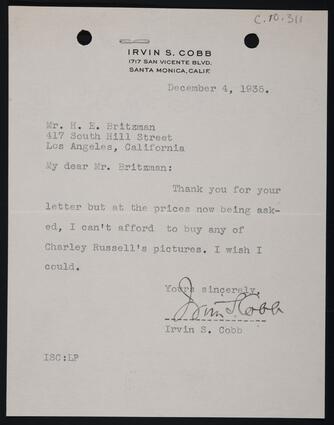 C.10.311
IRVIN S. COBB
1717 SAN VICENTE BLVD.
SANTA MONICA, CALIF.
December 4, 1935.
Mr. H. E. Britzman
417 South Hill Street
Los Angeles, California
My dear Mr. Britzman:
Thank you for your
letter but at the prices now being ask-
ed, I can't afford to buy any of
Charley Russell's pictures. I wish I
could.
Yours sincerely,
Irvin S. Cobb
Irvin S. Cobb
ISC:LP